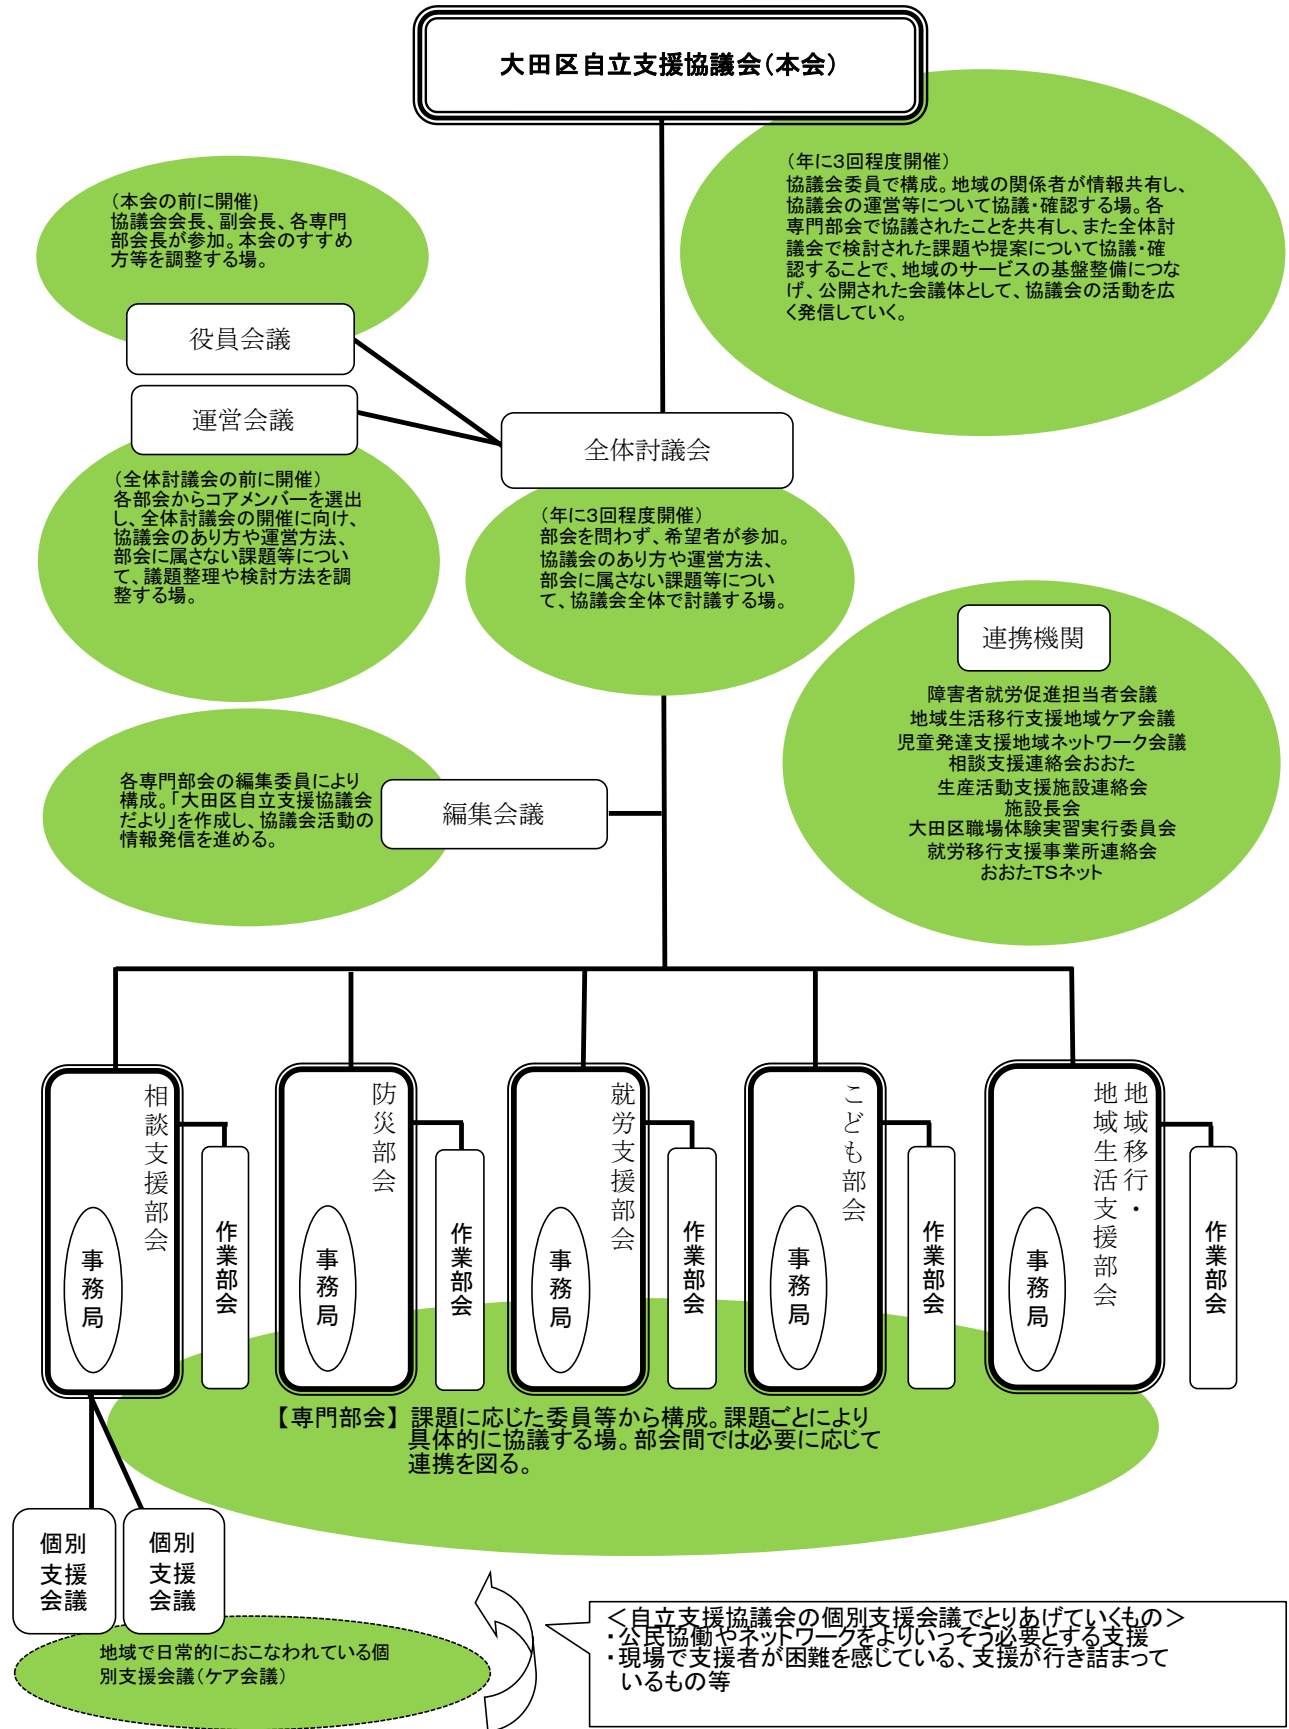 大田区自立支援協議会(本会)
(年に3回程度開催)
協議会委員で構成。地域の関係者が情報共有し、
協議会の運営等について協議・確認する場。各
専門部会で協議されたことを共有し、また全体討
議会で検討された課題や提案について協議・確
認することで、地域のサービスの基盤整備につな
げ、公開された会議体として、協議会の活動を広
く発信していく。
(本会の前に開催)
協議会会長、副会長、各専門
部会長が参加。本会のすすめ
方等を調整する場。
役員会議
運営会議
(全体討議会の前に開催)
各部会からコアメンバーを選出
し、全体討議会の開催に向け、
協議会のあり方や運営方法、
部会に属さない課題等につい
て、議題整理や検討方法を調
整する場。
全体討議会
(年に3回程度開催)
部会を問わず、希望者が参加。
協議会のあり方や運営方法、
部会に属さない課題等につい
て、協議会全体で討議する場。
連携機関
障害者就労促進担当者会議
地域生活移行支援地域ケア会議
児童発達支援地域ネットワーク会議
相談支援連絡会おおた
生産活動支援施設連絡会
施設長会
大田区職場体験実習実行委員会
就労移行支援事業所連絡会
おおたTSネット
各専門部会の編集委員により
構成。「大田区自立支援協議会
だより」を作成し、協議会活動の
情報発信を進める。
編集会議
相談支援部会
事務局
作業部会
防災部会
事務局
作業部会
就労支援部会
事務局
作業部会
こども部会
事務局
作業部会
地域移行・
地域生活支援部会
事務局
作業部会
【専門部会】 課題に応じた委員等から構成。課題ごとにより
具体的に協議する場。部会間では必要に応じて
連携を図る。
個別
支援
会議
個別
支援
会議
地域で日常的におこなわれている個
別支援会議(ケア会議)
<自立支援協議会の個別支援会議でとりあげていくもの>
・公民協働やネットワークをよりいっそう必要とする支援
・現場で支援者が困難を感じている、支援が行き詰まって
いるもの等